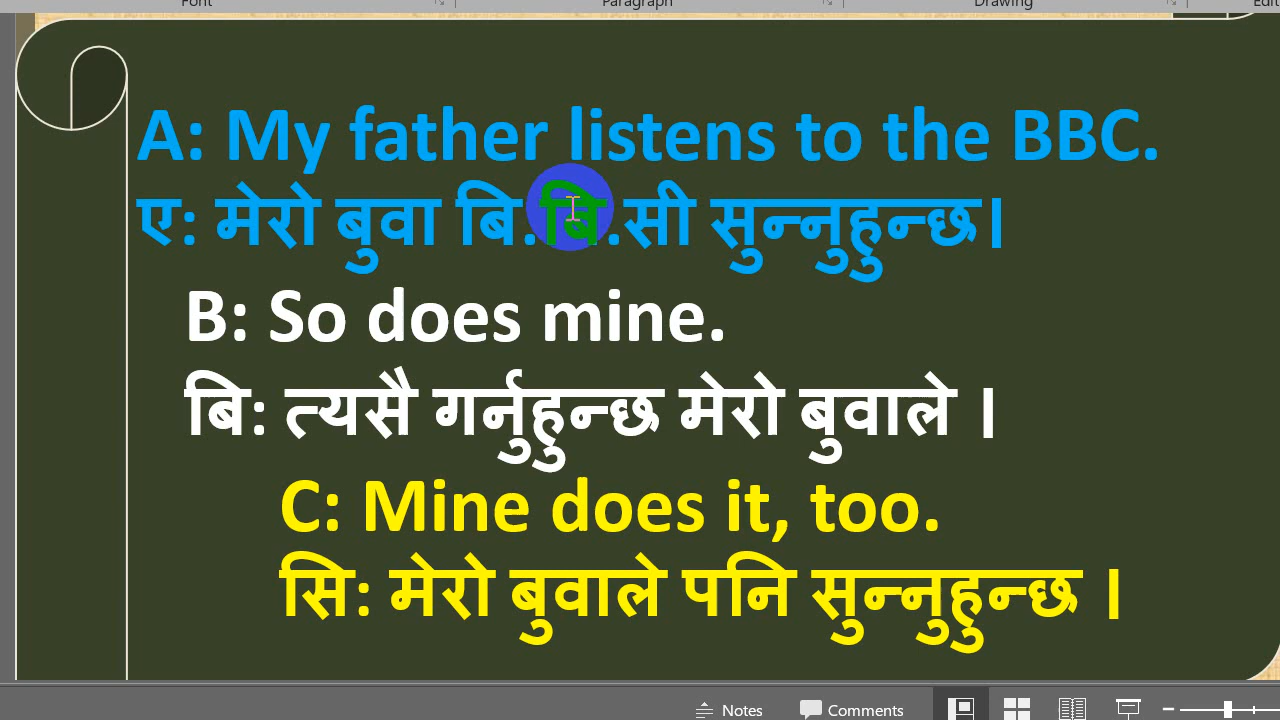 Font Paragraph Drawing
A: My father listens to the BBC.
ए: मेरो बुवा बि.बि.सी सुन्नुहुन्छ।
B: So does mine.
बि: त्यसै गर्नुहुन्छ मेरो बुवाले ।
C: Mine does it, too.
सि: मेरो बुवाले पनि सुन्नुहुन्छ ।
Notes Comments